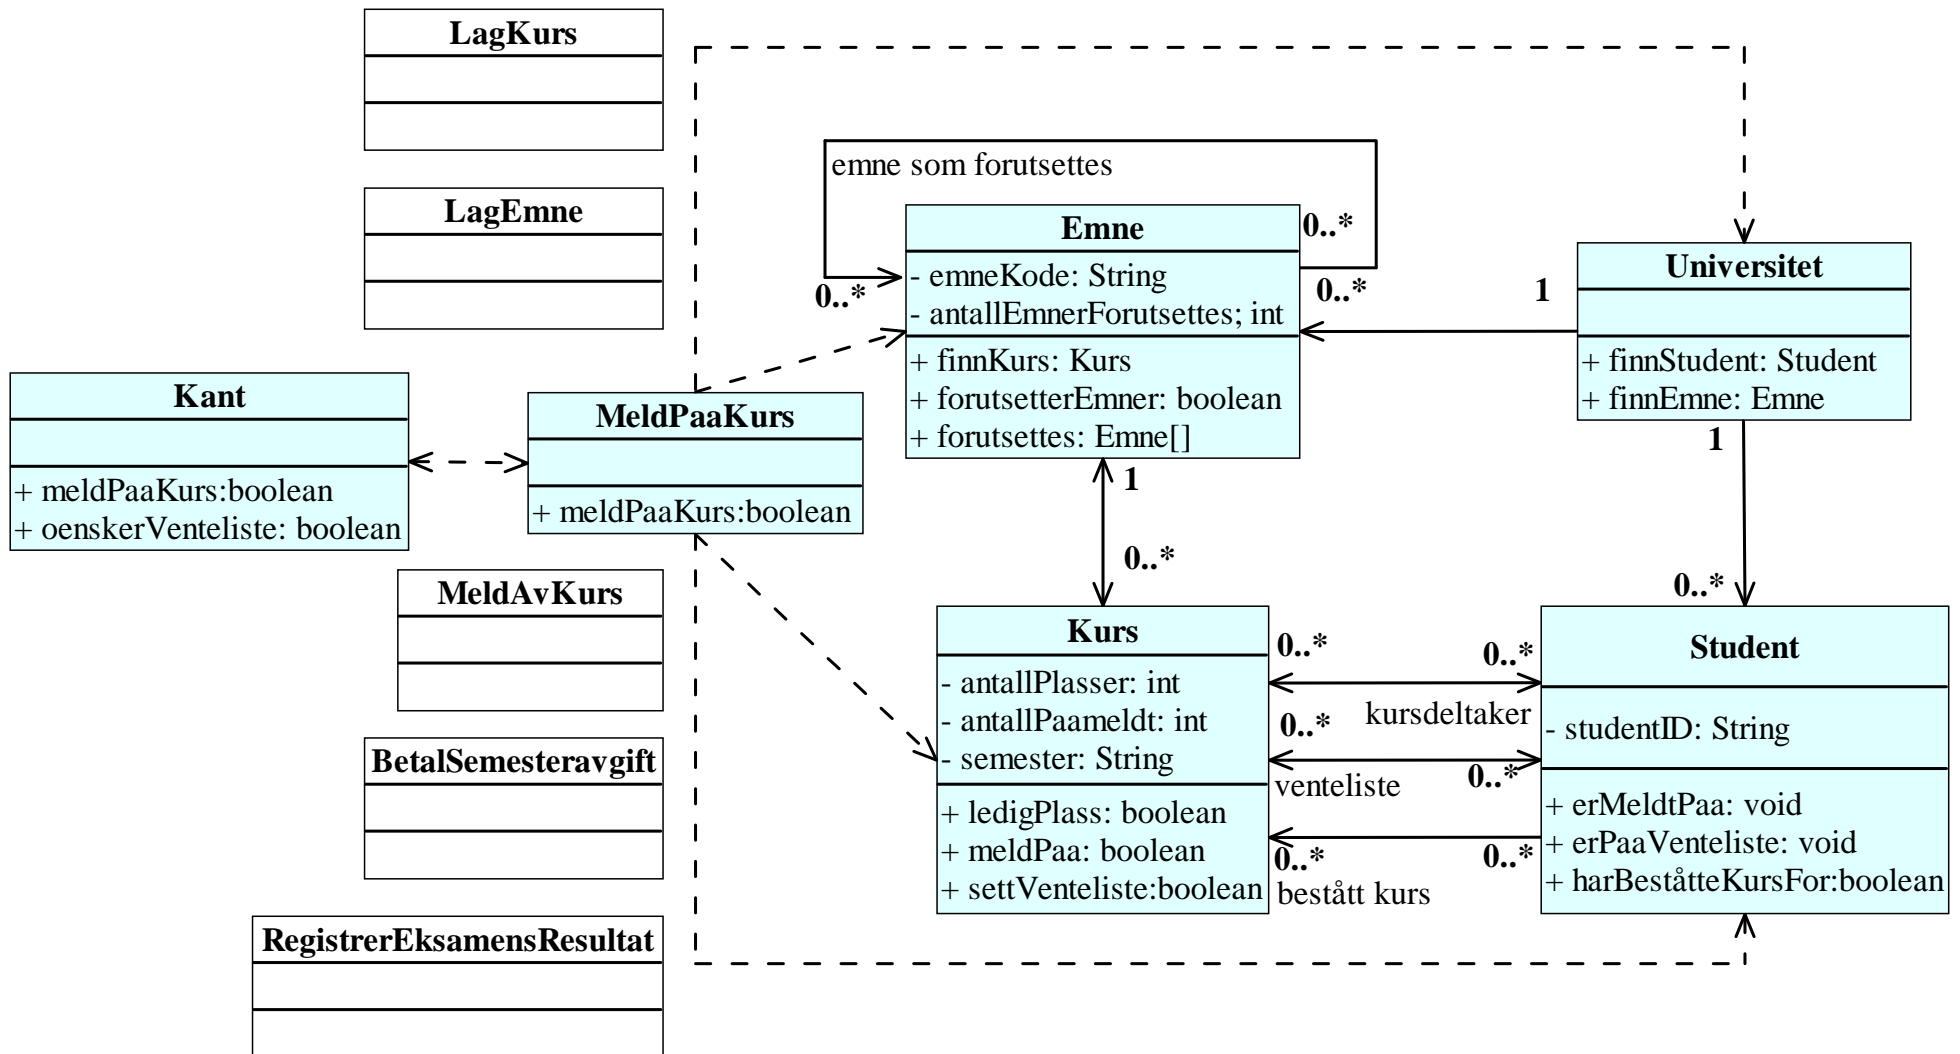 LagKurs
LagEmne
Kant
+ meldPaaKurs:boolean
+ oenskerVenteliste: boolean
MeldPaaKurs
+ meldPaaKurs:boolean
MeldAvKurs
BetalSemesteravgift
RegistrerEksamensResultat
emne som forutsettes
0..*
0..*
0..*
Emne
- emneKode: String
- antallEmnerForutsettes; int
+ finnKurs: Kurs
+ forutsetterEmner: boolean
+ forutsettes: Emne[]
1
Universitet
+ finnStudent: Student
+ finnEmne: Emne
1
0..*
1
0..*
Kurs
- antallPlasser: int
- antallPaameldt: int
- semester: String
+ ledigPlass: boolean
+ meldPaa: boolean
+ settVenteliste:boolean
0..*
0..*
kursdeltaker
0..*
0..*
venteliste
0..*
0..*
bestått kurs
Student
- studentID: String
+ erMeldtPaa: void
+ erPaaVenteliste: void
+ harBeståtteKursFor:boolean